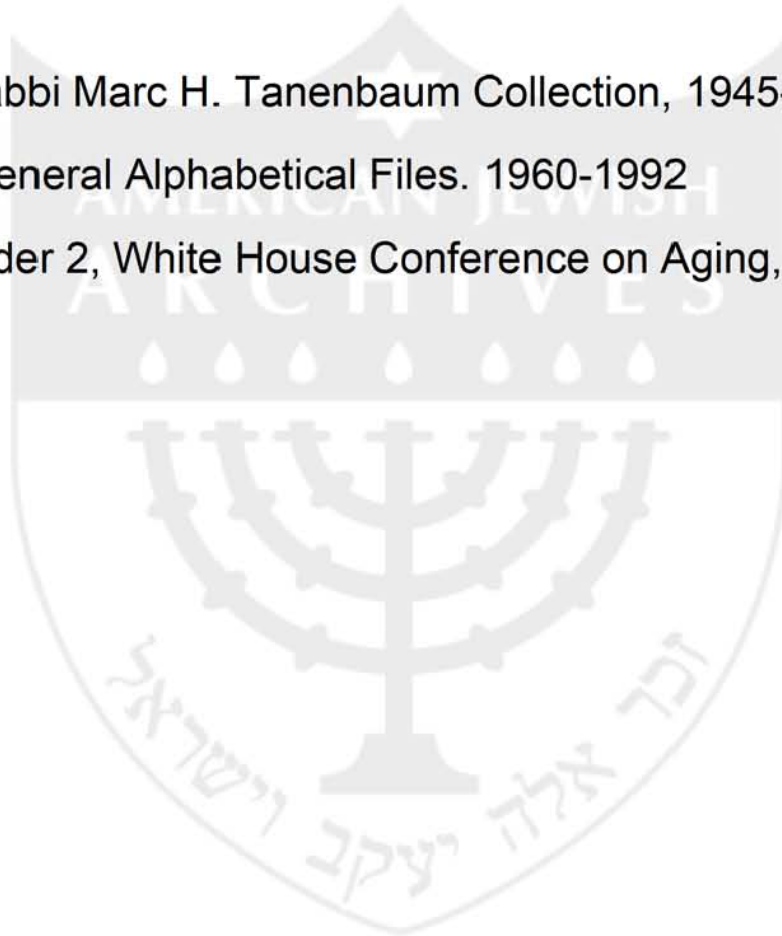 abbi Marc H. Tanenbaum Collection, 1945-
eneral Alphabetical Files. 1960-1992
AMERICAN JEWISH
der 2, White House Conference on Aging,
ARCHIVES
זכר אלה יעקב וישראל